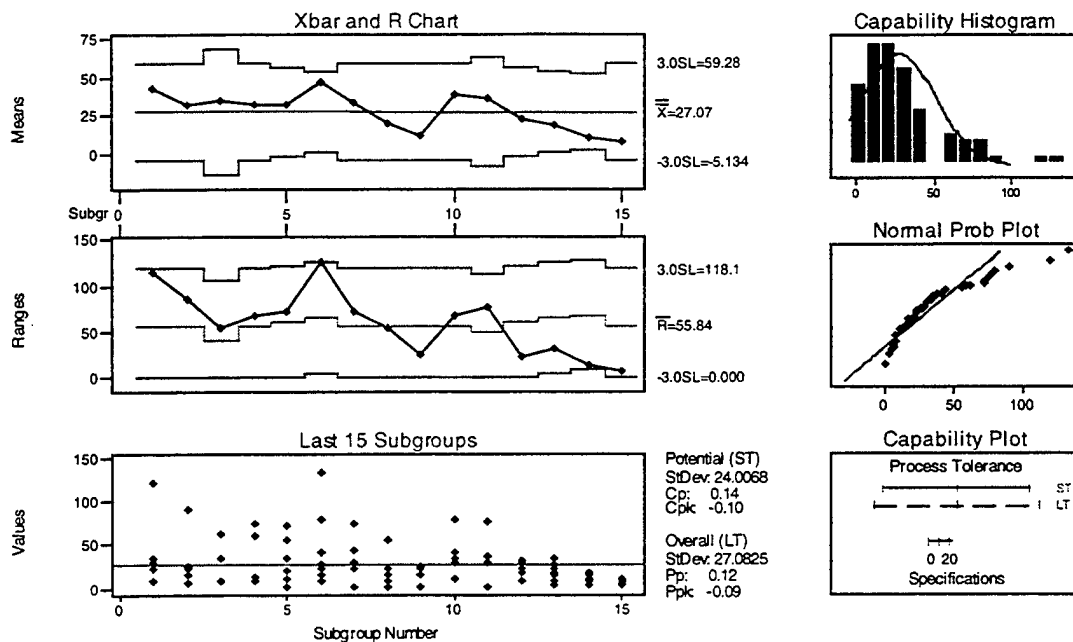 Xbar and R Chart
Means
75
50
25
0
3.0SL=59.28
X=27.07
-3.0SL=-5.134
Subgr 0
5
10
15
Ranges
150
100
50
0
3.0SL=118.1
R=55.84
-3.0SL=0.000
Last 15 Subgroups
Values
150
100
50
0
0
5
10
15
Subgroup Number
Potential (ST)
StDev: 24.0068
Cp: 0.14
Cpk: -0.10
Overall (LT)
StDev: 27.0825
Pp: 0.12
Ppk: -0.09
Capability Histogram
0
50
100
Normal Prob Plot
0
100
Capability Plot
Process Tolerance
ST
LT
0 20
Specifications